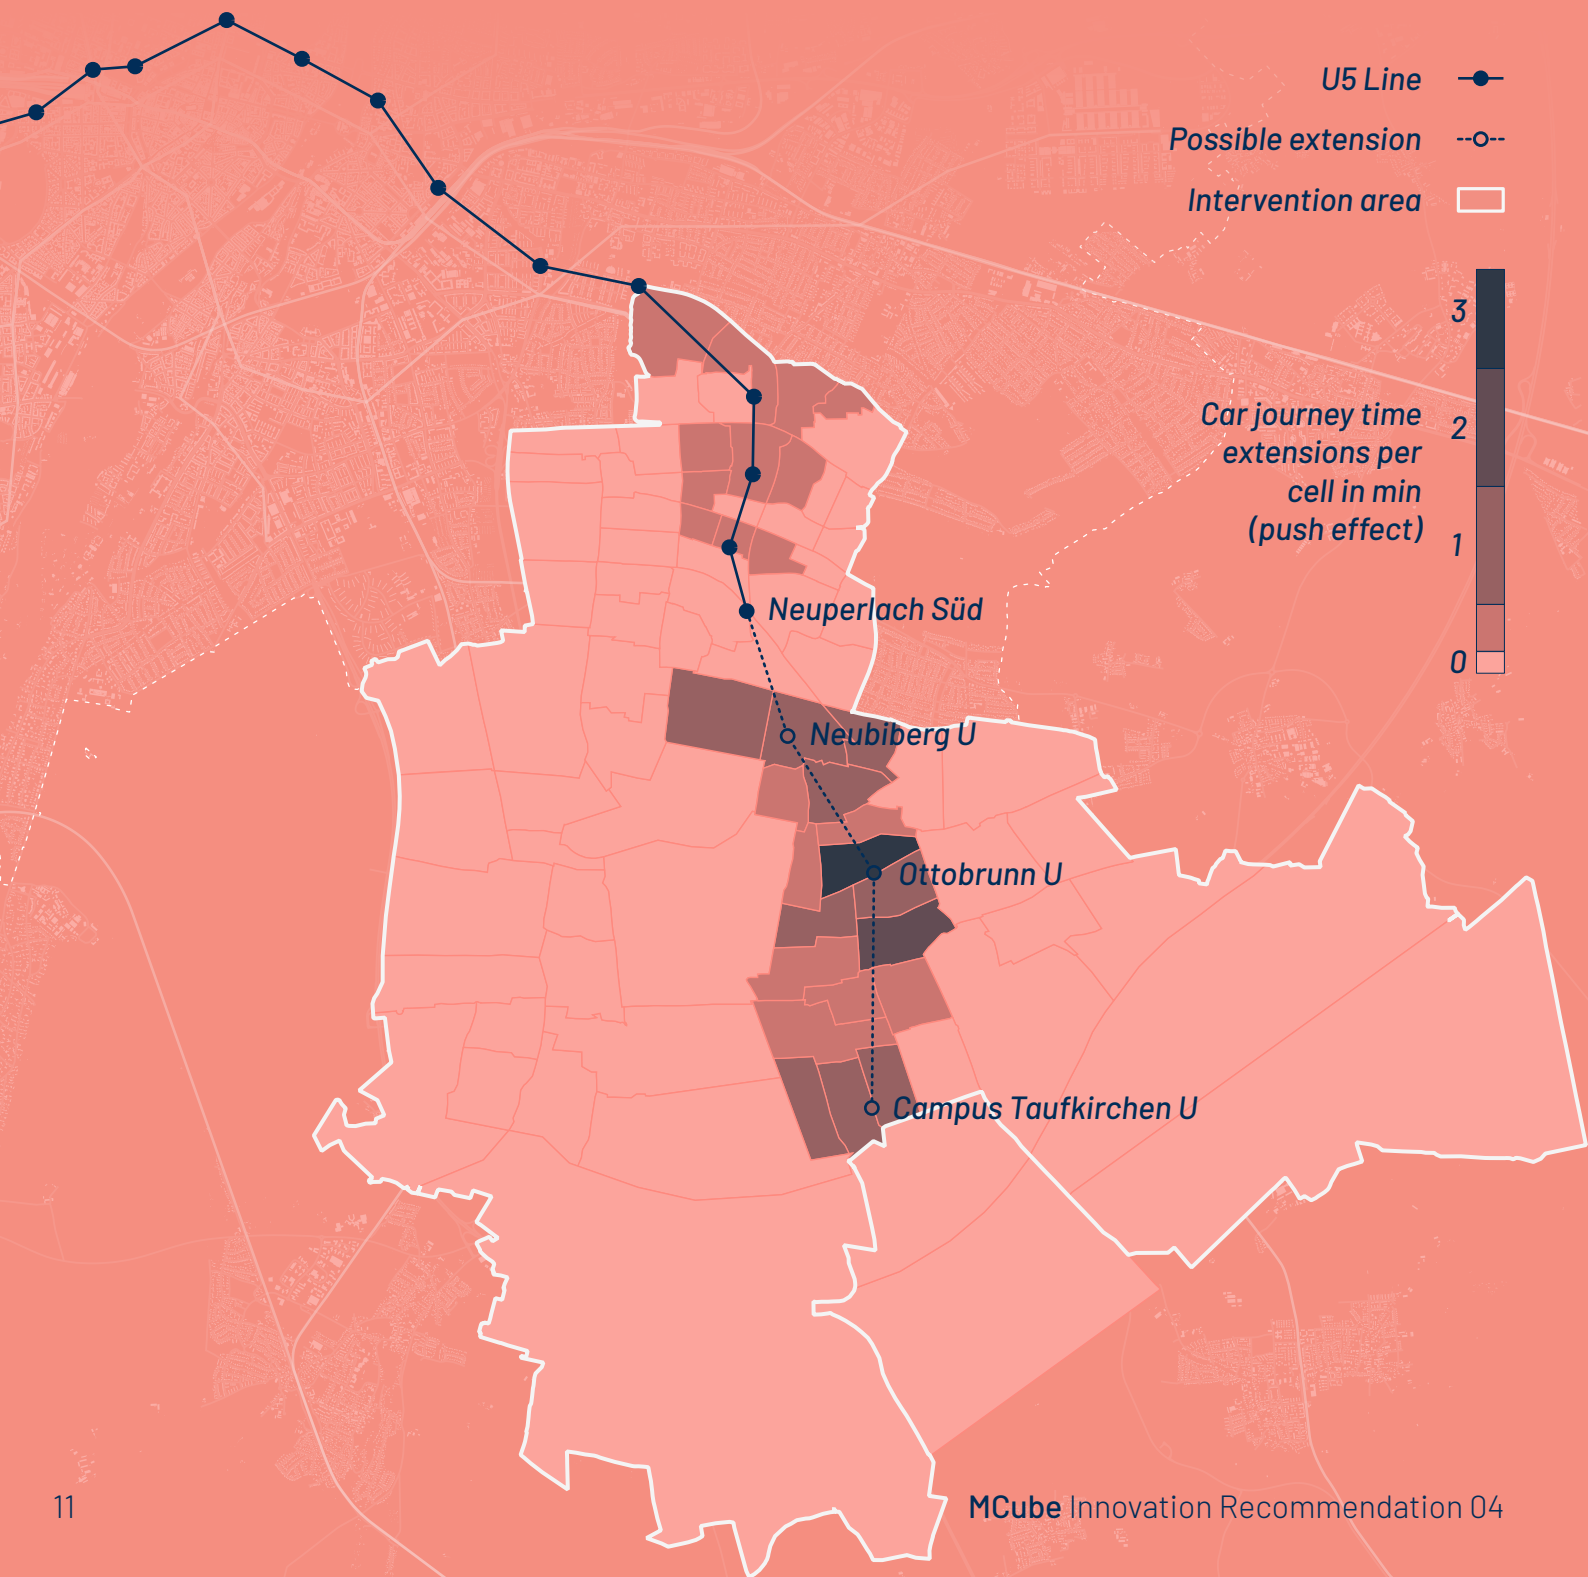 U5 Line
Possible extension
Intervention area
3
Car journey time
extensions per
cell in min
(push effect)
2
1
0
Neuperlach Süd
Neubiberg U
Ottobrunn U
Campus Taufkirchen U
11
MCube Innovation Recommendation 04